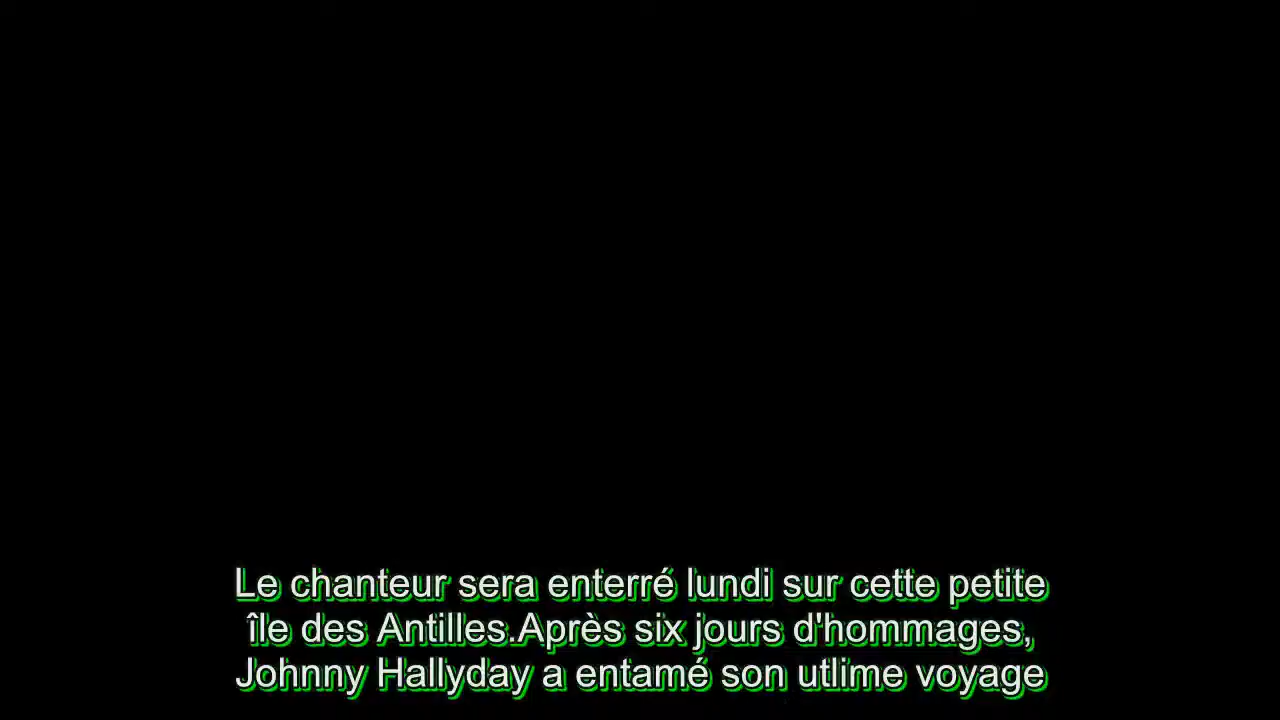 Le chanteur sera enterré lundi sur cette petite
île des Antilles.Après six jours d'hommages,
Johnny Hallyday a entamé son utlime voyage